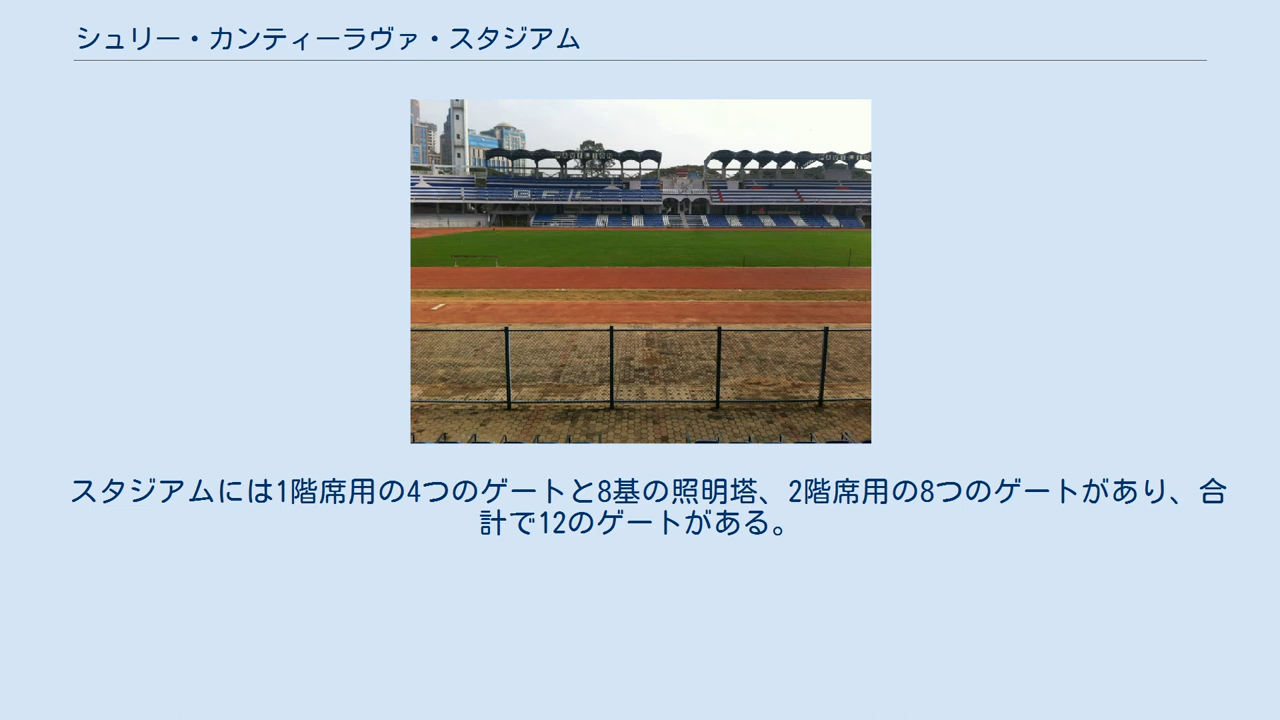 シュリー・カンティーラヴァ・スタジアム
PAVILION
BFC
スタジアムには1階席用の4つのゲートと8基の照明塔、2階席用の8つのゲートがあり、合
計で12のゲートがある。